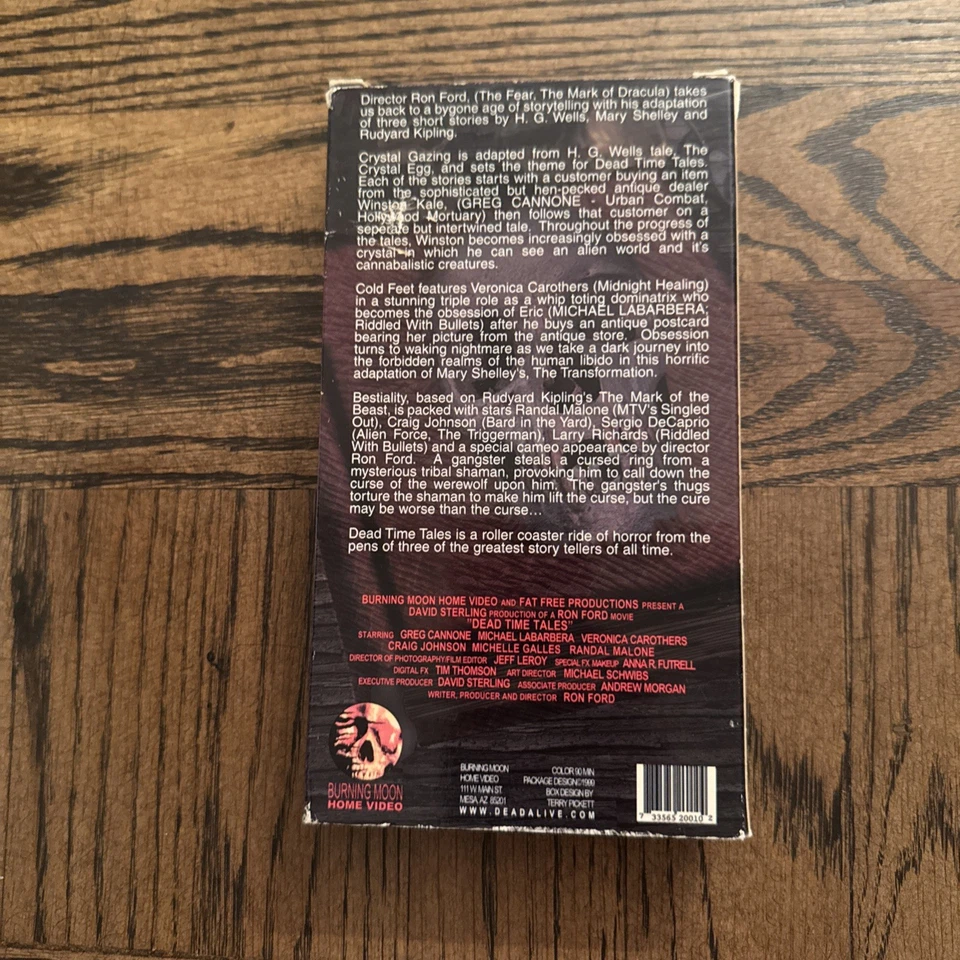 Director Ron Ford, (The Fear, The Mark of Dracula) takes
us back to a bygone age of storytelling with his adaptation
of three short stories by H. G. Wells, Mary Shelley and
Rudyard Kipling.
Crystal Gazing is adapted from H. G. Wells tale, The
Crystal Egg, and sets the theme for Dead Time Tales.
Each of the stories starts with a customer buying an item
from the sophisticated but hen-pecked antique dealer
Winston Kale, (GREG CANNONE - Urban Combat,
Hollywood Mortuary) then follows that customer on a
seperate but intertwined tale. Throughout the progress of
the tales, Winston becomes increasingly obsessed with a
crystal in which he can see an alien world and it's
cannabalistic creatures.
Cold Feet features Veronica Carothers (Midnight Healing)
in a stunning triple role as a whip toting dominatrix who
becomes the obsession of Eric (MICHAEL LABARBERA;
Riddled With Bullets) after he buys an antique postcard
bearing her picture from the antique store. Obsession
turns to waking nightmare as we take a dark journey into
the forbidden realms of the human libido in this horrific
adaptation of Mary Shelley's, The Transformation.
Bestiality, based on Rudyard Kipling's The Mark of the
Beast, is packed with stars Randal Malone (MTV's Singled
Out), Craig Johnson (Bard in the Yard), Sergio DeCaprio
(Alien Force, The Triggerman), Larry Richards (Riddled
With Bullets) and a special cameo appearance by director
Ron Ford. A gangster steals a cursed ring from a
mysterious tribal shaman, provoking him to call down the
curse of the werewolf upon him. The gangster's thugs
torture the shaman to make him lift the curse, but the cure
may be worse than the curse...
Dead Time Tales is a roller coaster ride of horror from the
pens of three of the greatest story tellers of all time.
BURNING MOON HOME VIDEO AND FAT FREE PRODUCTIONS PRESENT A
DAVID STERLING PRODUCTION OF A RON FORD MOVIE
"DEAD TIME TALES"
STARRING GREG CANNONE MICHAEL LABARBERA VERONICA CAROTHERS
CRAIG JOHNSON MICHELLE GALLES RANDAL MALONE
DIRECTOR OF PHOTOGRAPHY/FILM EDITOR JEFF LEROY SPECIAL FX MAKEUP ANNA R. FUTRELL
DIGITAL FX TIM THOMSON ART DIRECTOR MICHAEL SCHWIBS
EXECUTIVE PRODUCER DAVID STERLING ASSOCIATE PRODUCER ANDREW MORGAN
WRITER, PRODUCER AND DIRECTOR RON FORD
BURNING MOON
HOME VIDEO
BURNING MOON
HOME VIDEO
111 W MAIN ST.
MESA, AZ 85201
COLOR 90 MIN
PACKAGE DESIGN ©1999
BOX DESIGN BY
TERRY PICKETT
WWW.DEADALIVE.COM
7 33565 20010 2